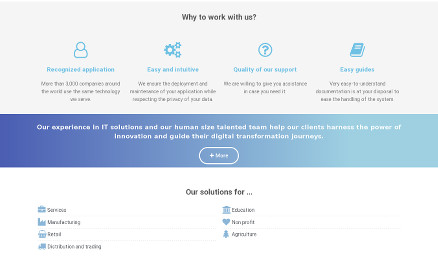 Why to work with us?
Recognized application
More than 3,000 companies around
the world use the same technology
we serve.
Easy and intuitive
We ensure the deployment and
maintenance of your application while
respecting the privacy of your data.
Quality of our support
We are willing to give you assistance
in case you need it.
Easy guides
Very easy-to-understand
documentation is at your disposal to
ease the handling of the system.
Our experience in IT solutions and our human size talented team help our clients harness the power of
innovation and guide their digital transformation journeys.
+ More
Our solutions for ...
Services
Education
Manufacturing
Non profit
Retail
Agriculture
Distribution and trading